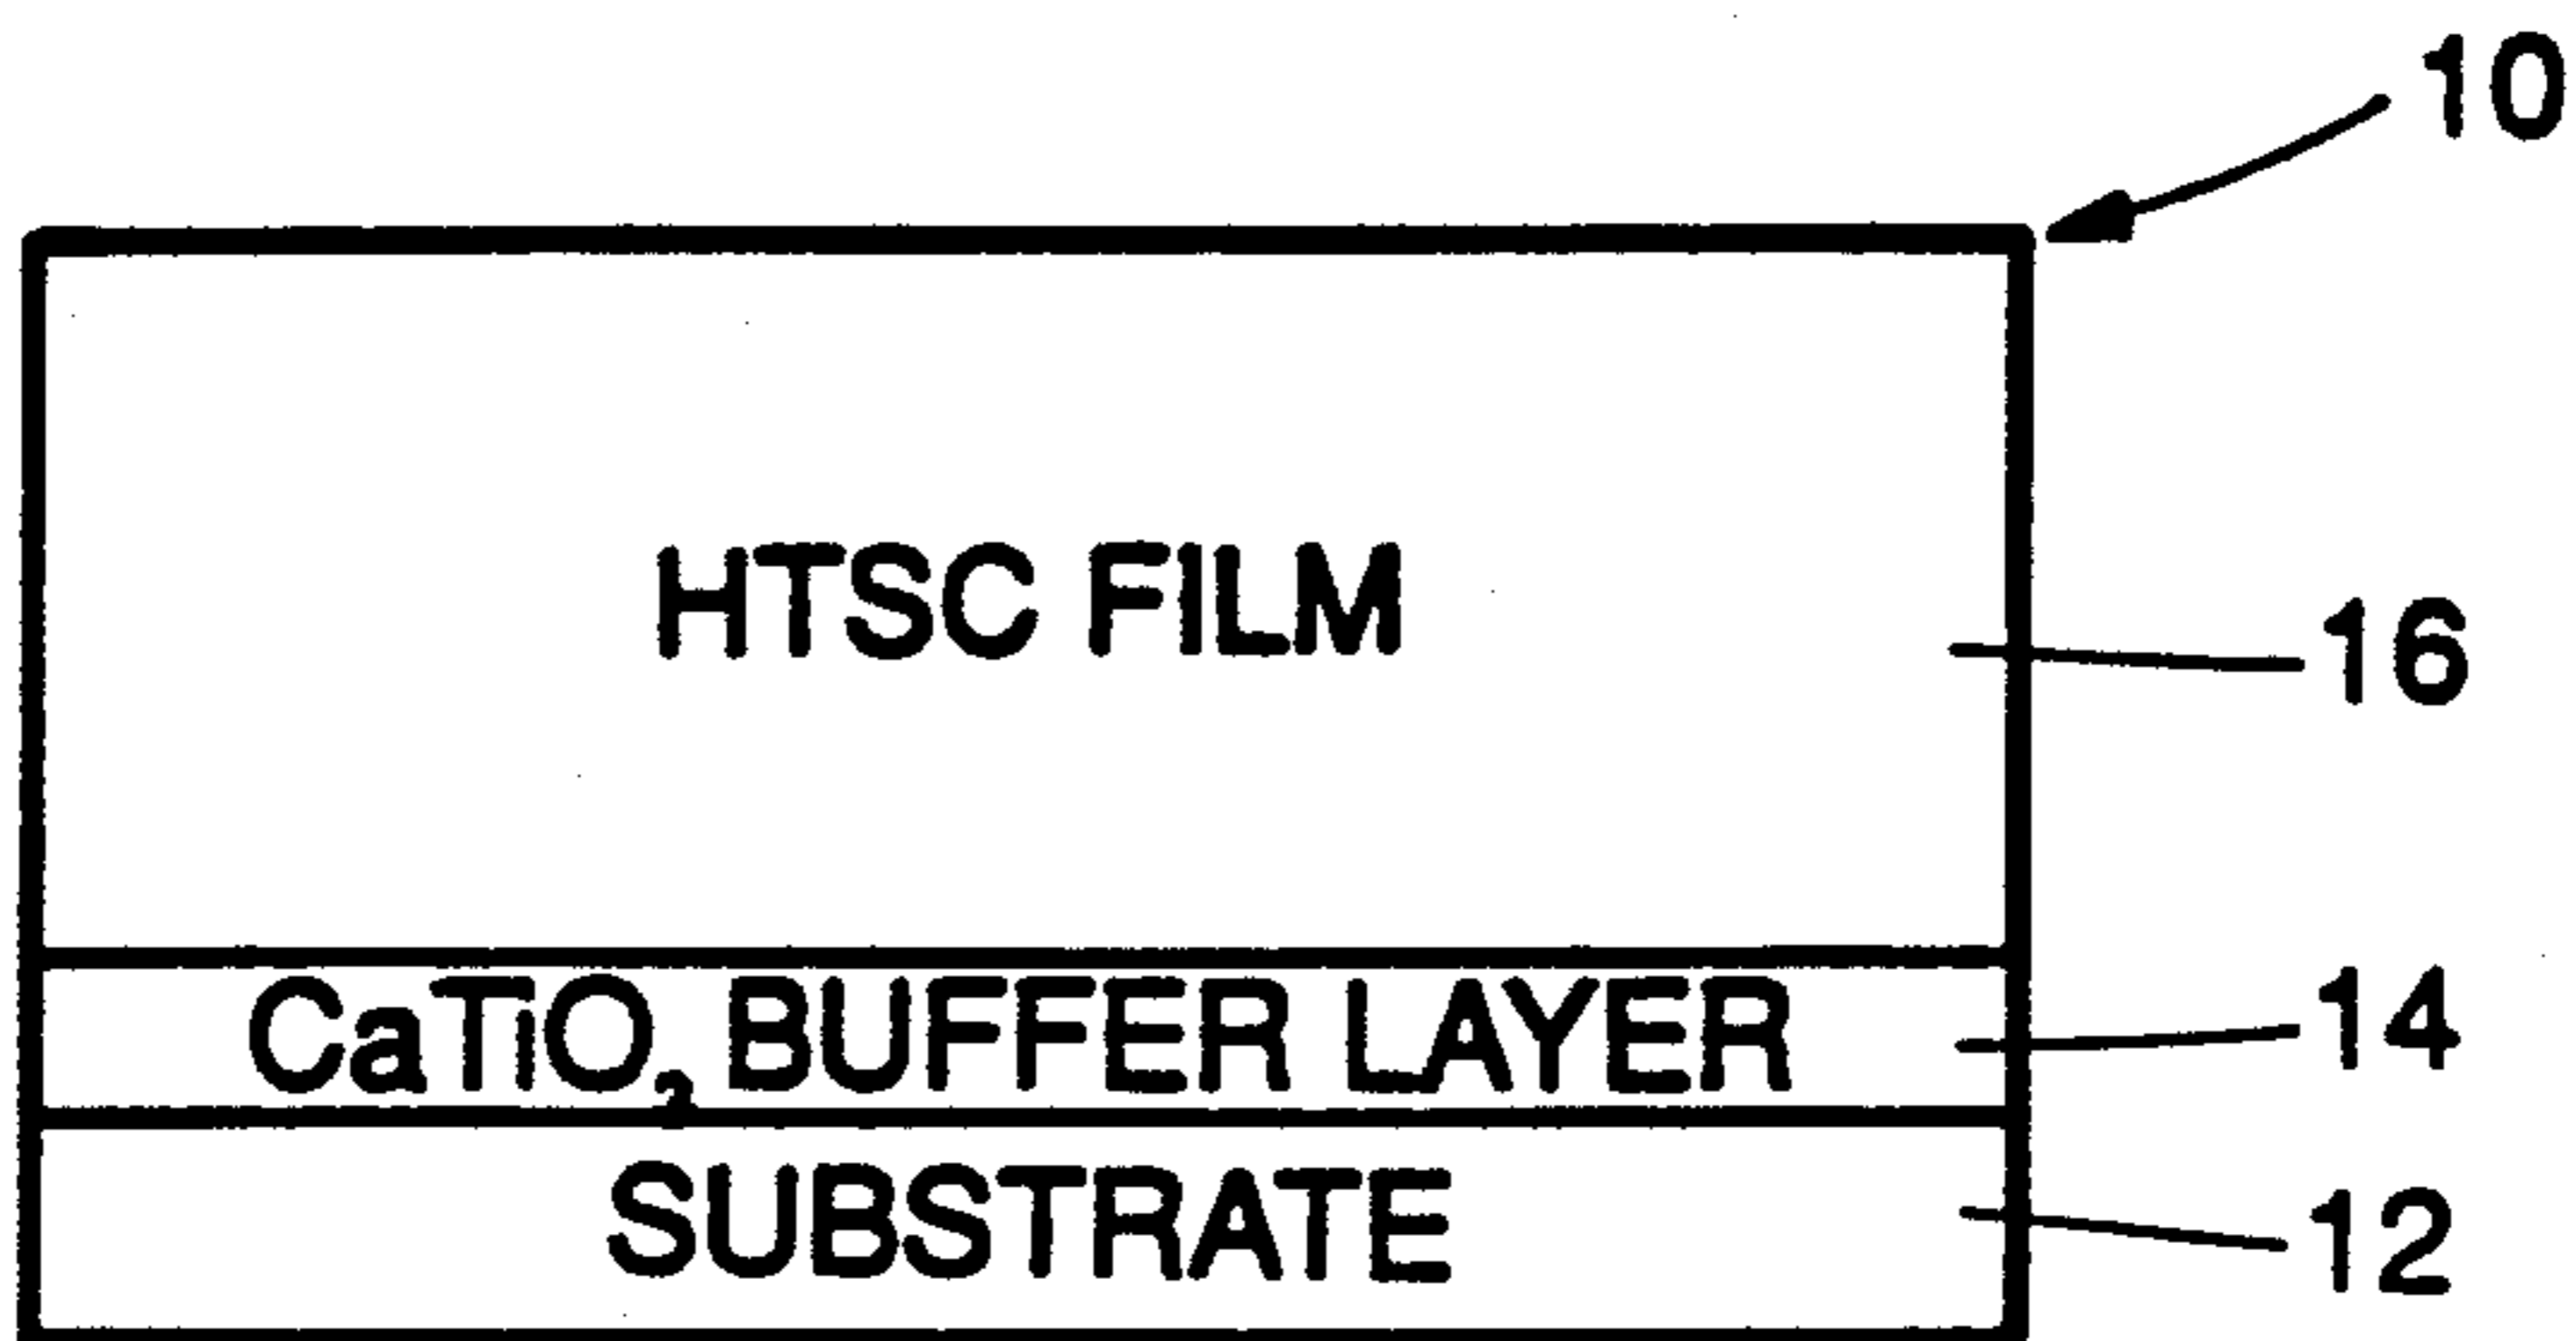 10
HTSC FILM
16
CaTiO₃ BUFFER LAYER
14
SUBSTRATE
12